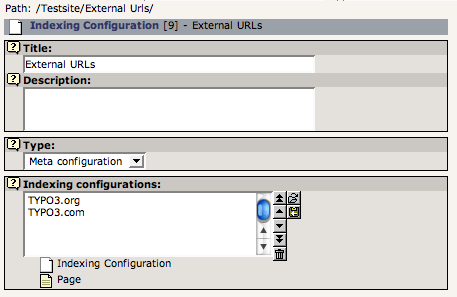 Path: /Testsite/External Urls/
Indexing Configuration [9] - External URLs
? Title:
External URLs
? Description:
? Type:
Meta configuration
? Indexing configurations:
TYPO3.org
TYPO3.com
Indexing Configuration
Page